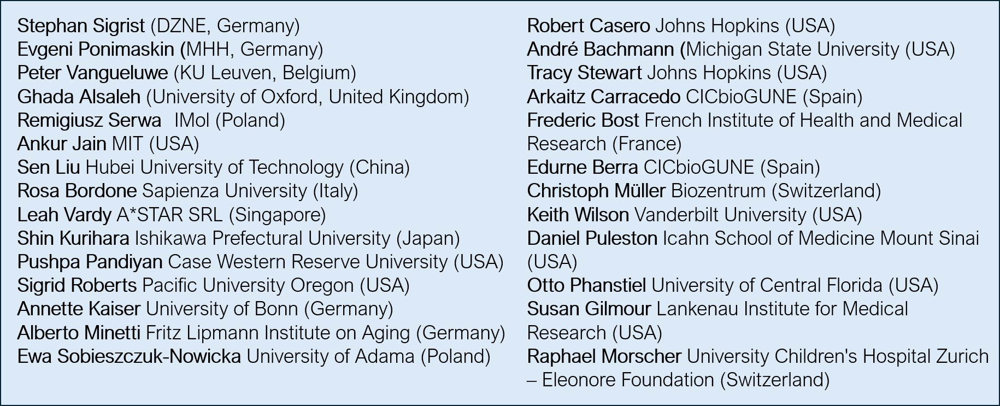 Stephan Sigrist (DZNE, Germany)
Evgeni Ponimaskin (MHH, Germany)
Peter Vangueluwe (KU Leuven, Belgium)
Ghada Alsaleh (University of Oxford, United Kingdom)
Remigiusz Serwa IMol (Poland)
Ankur Jain MIT (USA)
Sen Liu Hubei University of Technology (China)
Rosa Bordone Sapienza University (Italy)
Leah Vardy A*STAR SRL (Singapore)
Shin Kurihara Ishikawa Prefectural University (Japan)
Pushpa Pandiyan Case Western Reserve University (USA)
Sigrid Roberts Pacific University Oregon (USA)
Annette Kaiser University of Bonn (Germany)
Alberto Minetti Fritz Lipmann Institute on Aging (Germany)
Ewa Sobieszczuk-Nowicka University of Adama (Poland)
Robert Casero Johns Hopkins (USA)
André Bachmann (Michigan State University (USA)
Tracy Stewart Johns Hopkins (USA)
Arkaitz Carracedo CICbioGUNE (Spain)
Frederic Bost French Institute of Health and Medical
Research (France)
Edurne Berra CICbioGUNE (Spain)
Christoph Müller Biozentrum (Switzerland)
Keith Wilson Vanderbilt University (USA)
Daniel Puleston Icahn School of Medicine Mount Sinai
(USA)
Otto Phanstiel University of Central Florida (USA)
Susan Gilmour Lankenau Institute for Medical
Research (USA)
Raphael Morscher University Children's Hospital Zurich
– Eleonore Foundation (Switzerland)